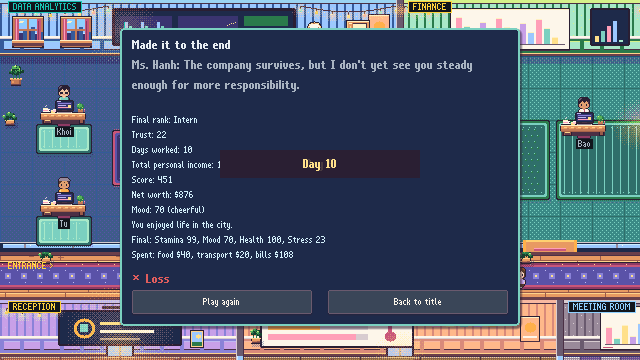 DATA ANALYTICS
FINANCE
Made it to the end
Ms. Hanh: The company survives, but I don't yet see you steady
enough for more responsibility.
Final rank: Intern
Trust: 22
Days worked: 10
Total personal income:
Day 10
Score: 451
Net worth: $876
Mood: 70 (cheerful)
You enjoyed life in the city.
Final: Stamina 99, Mood 70, Health 100, Stress 23
Spent: food $40, transport $20, bills $108
× Loss
Play again
Back to title
Khoi
Bao
Tu
ENTRANCE >
RECEPTION
MEETING ROOM